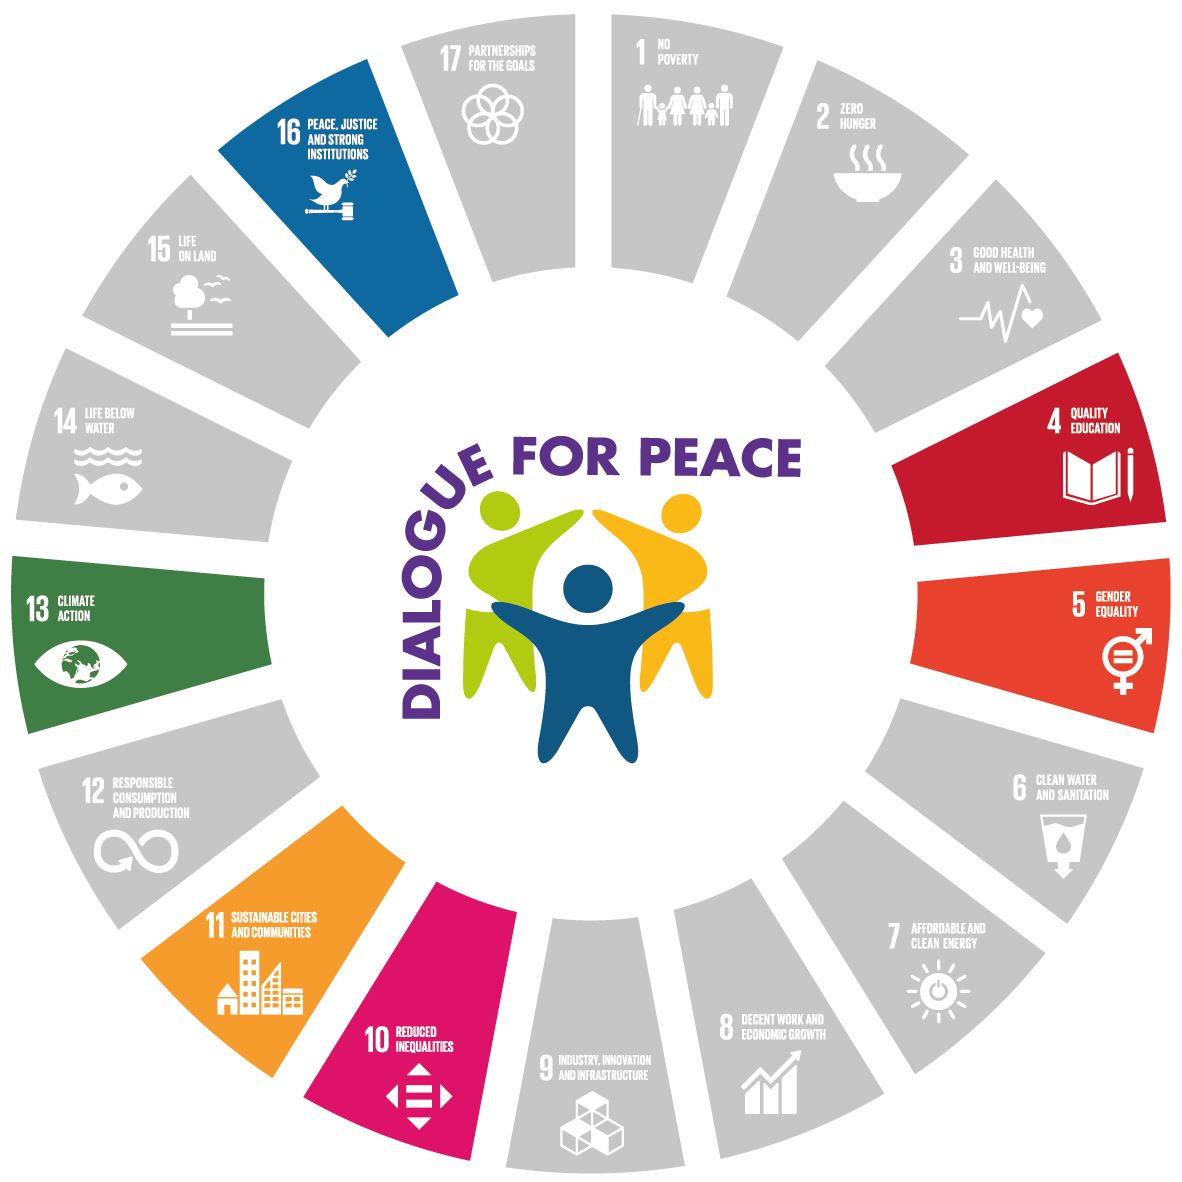 1 NO
POVERTY
2 ZERO
HUNGER
3 GOOD HEALTH
AND WELL-BEING
4 QUALITY
EDUCATION
5 GENDER
EQUALITY
6 CLEAN WATER
AND SANITATION
7 AFFORDABLE AND
CLEAN ENERGY
8 DECENT WORK AND
ECONOMIC GROWTH
9 INDUSTRY, INNOVATION
AND INFRASTRUCTURE
10 REDUCED
INEQUALITIES
11 SUSTAINABLE CITIES
AND COMMUNITIES
12 RESPONSIBLE
CONSUMPTION
AND PRODUCTION
13 CLIMATE
ACTION
14 LIFE BELOW
WATER
15 LIFE
ON LAND
16 PEACE, JUSTICE
AND STRONG
INSTITUTIONS
17 PARTNERSHIPS
FOR THE GOALS
DIALOGUE FOR PEACE